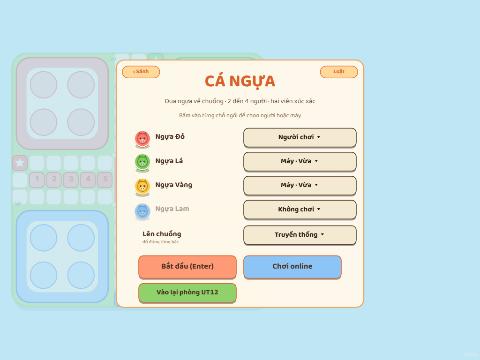 ‹ Sảnh
Luật
CÁ NGỰA
Đua ngựa về chuồng · 2 đến 4 người · hai viên xúc xắc
Bấm vào từng chỗ ngồi để chọn người hoặc máy
Ngựa Đỏ
Người chơi ▾
Ngựa Lá
Máy · Vừa ▾
Ngựa Vàng
Máy · Vừa ▾
Ngựa Lam
Không chơi ▾
Lên chuồng
Truyền thống ▾
Bắt đầu (Enter)
Chơi online
Vào lại phòng UT12
1 2 3 4 5